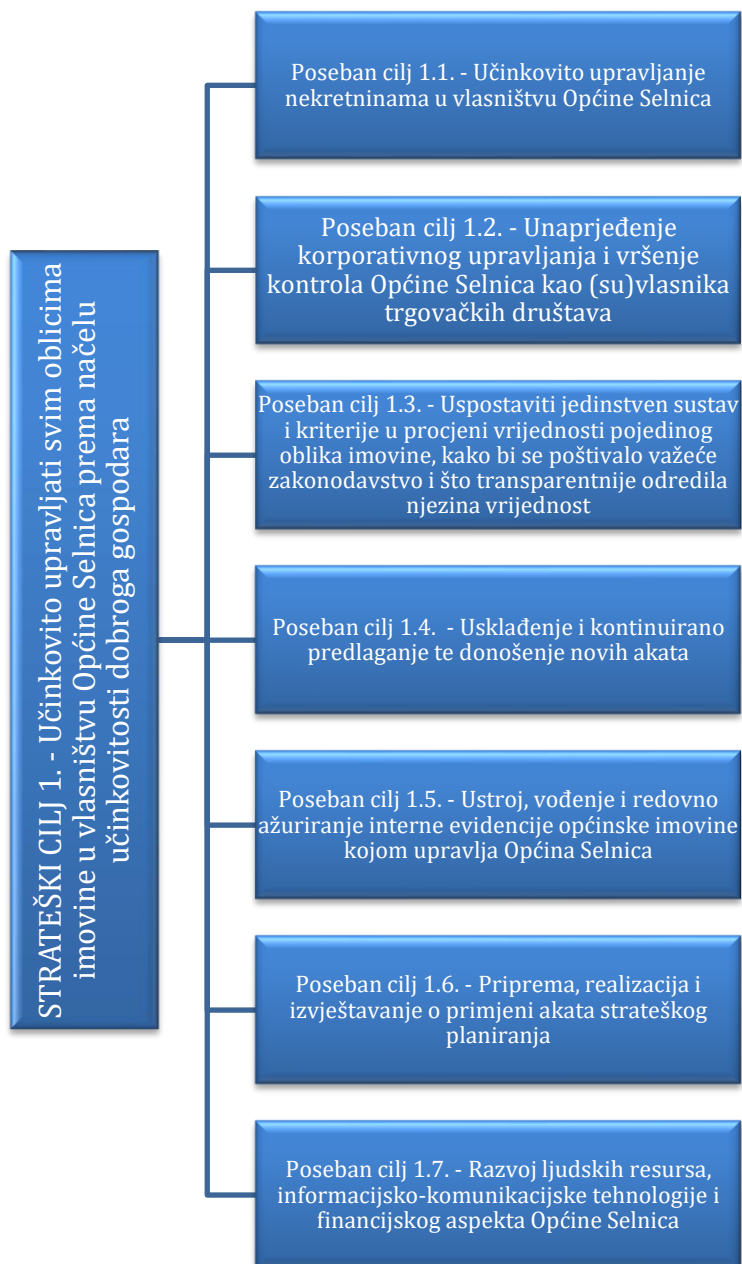 STRATEŠKI CILJ 1. - Učinkovito upravljati svim oblicima
imovine u vlasništvu Općine Selnica prema načelu
učinkovitosti dobroga gospodara
Poseban cilj 1.1. - Učinkovito upravljanje
nekretninama u vlasništvu Općine Selnica
Poseban cilj 1.2. - Unaprjeđenje
korporativnog upravljanja i vršenje
kontrola Općine Selnica kao (su)vlasnika
trgovačkih društava
Poseban cilj 1.3. - Uspostaviti jedinstven sustav
i kriterije u procjeni vrijednosti pojedinog
oblika imovine, kako bi se poštivalo važeće
zakonodavstvo i što transparentnije odredila
njezina vrijednost
Poseban cilj 1.4. - Usklađenje i kontinuirano
predlaganje te donošenje novih akata
Poseban cilj 1.5. - Ustroj, vođenje i redovno
ažuriranje interne evidencije općinske imovine
kojom upravlja Općina Selnica
Poseban cilj 1.6. - Priprema, realizacija i
izvještavanje o primjeni akata strateškog
planiranja
Poseban cilj 1.7. - Razvoj ljudskih resursa,
informacijsko-komunikacijske tehnologije i
financijskog aspekta Općine Selnica